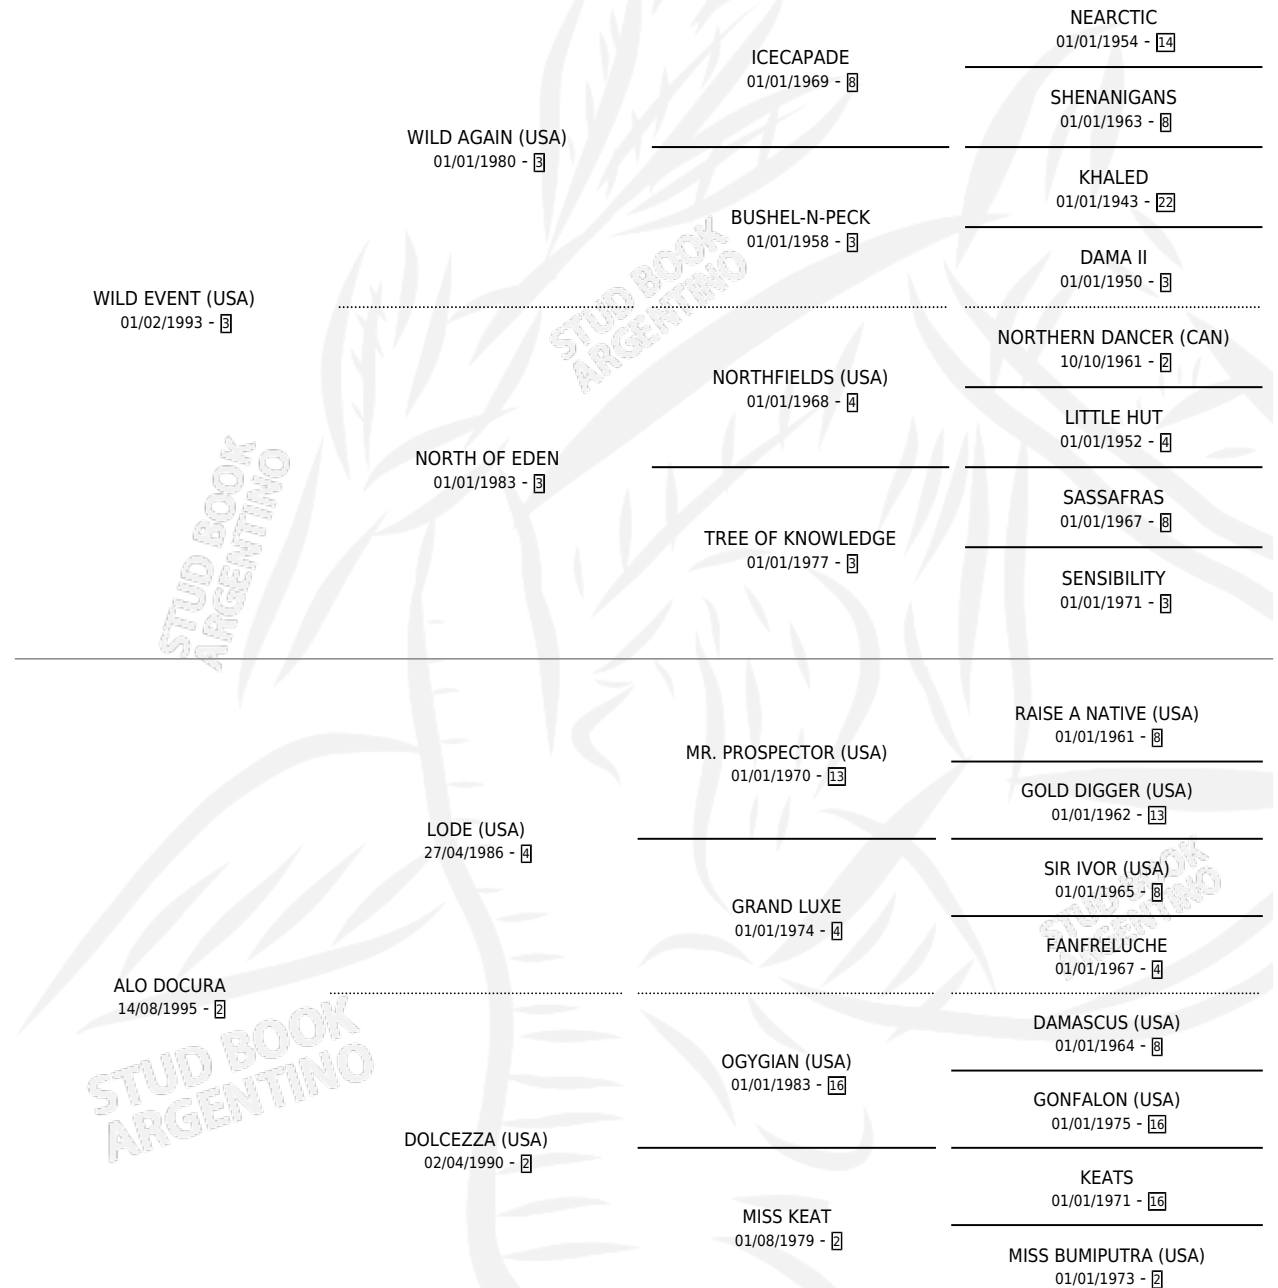 NEARCTIC
01/01/1954 - 14
ICECAPADE
01/01/1969 - 8
SHENANIGANS
01/01/1963 - 8
WILD AGAIN (USA)
01/01/1980 - 3
KHALED
01/01/1943 - 22
BUSHEL-N-PECK
01/01/1958 - 3
DAMA II
01/01/1950 - 3
WILD EVENT (USA)
01/02/1993 - 3
NORTHERN DANCER (CAN)
10/10/1961 - 2
NORTHFIELDS (USA)
01/01/1968 - 4
LITTLE HUT
01/01/1952 - 4
NORTH OF EDEN
01/01/1983 - 3
SASSAFRAS
01/01/1967 - 8
TREE OF KNOWLEDGE
01/01/1977 - 3
SENSIBILITY
01/01/1971 - 3
RAISE A NATIVE (USA)
01/01/1961 - 8
MR. PROSPECTOR (USA)
01/01/1970 - 13
GOLD DIGGER (USA)
01/01/1962 - 13
LODE (USA)
27/04/1986 - 4
SIR IVOR (USA)
01/01/1965 - 8
GRAND LUXE
01/01/1974 - 4
FANFRELUCHE
01/01/1967 - 4
ALO DOCURA
14/08/1995 - 2
DAMASCUS (USA)
01/01/1964 - 8
OGYGIAN (USA)
01/01/1983 - 16
GONFALON (USA)
01/01/1975 - 16
DOLCEZZA (USA)
02/04/1990 - 2
KEATS
01/01/1971 - 16
MISS KEAT
01/08/1979 - 2
MISS BUMIPUTRA (USA)
01/01/1973 - 2
STUD BOOK
ARGENTINO
STUD BOOK
ARGENTINO
STUD BOOK
ARGENTINO
STUD BOOK
ARGENTINO